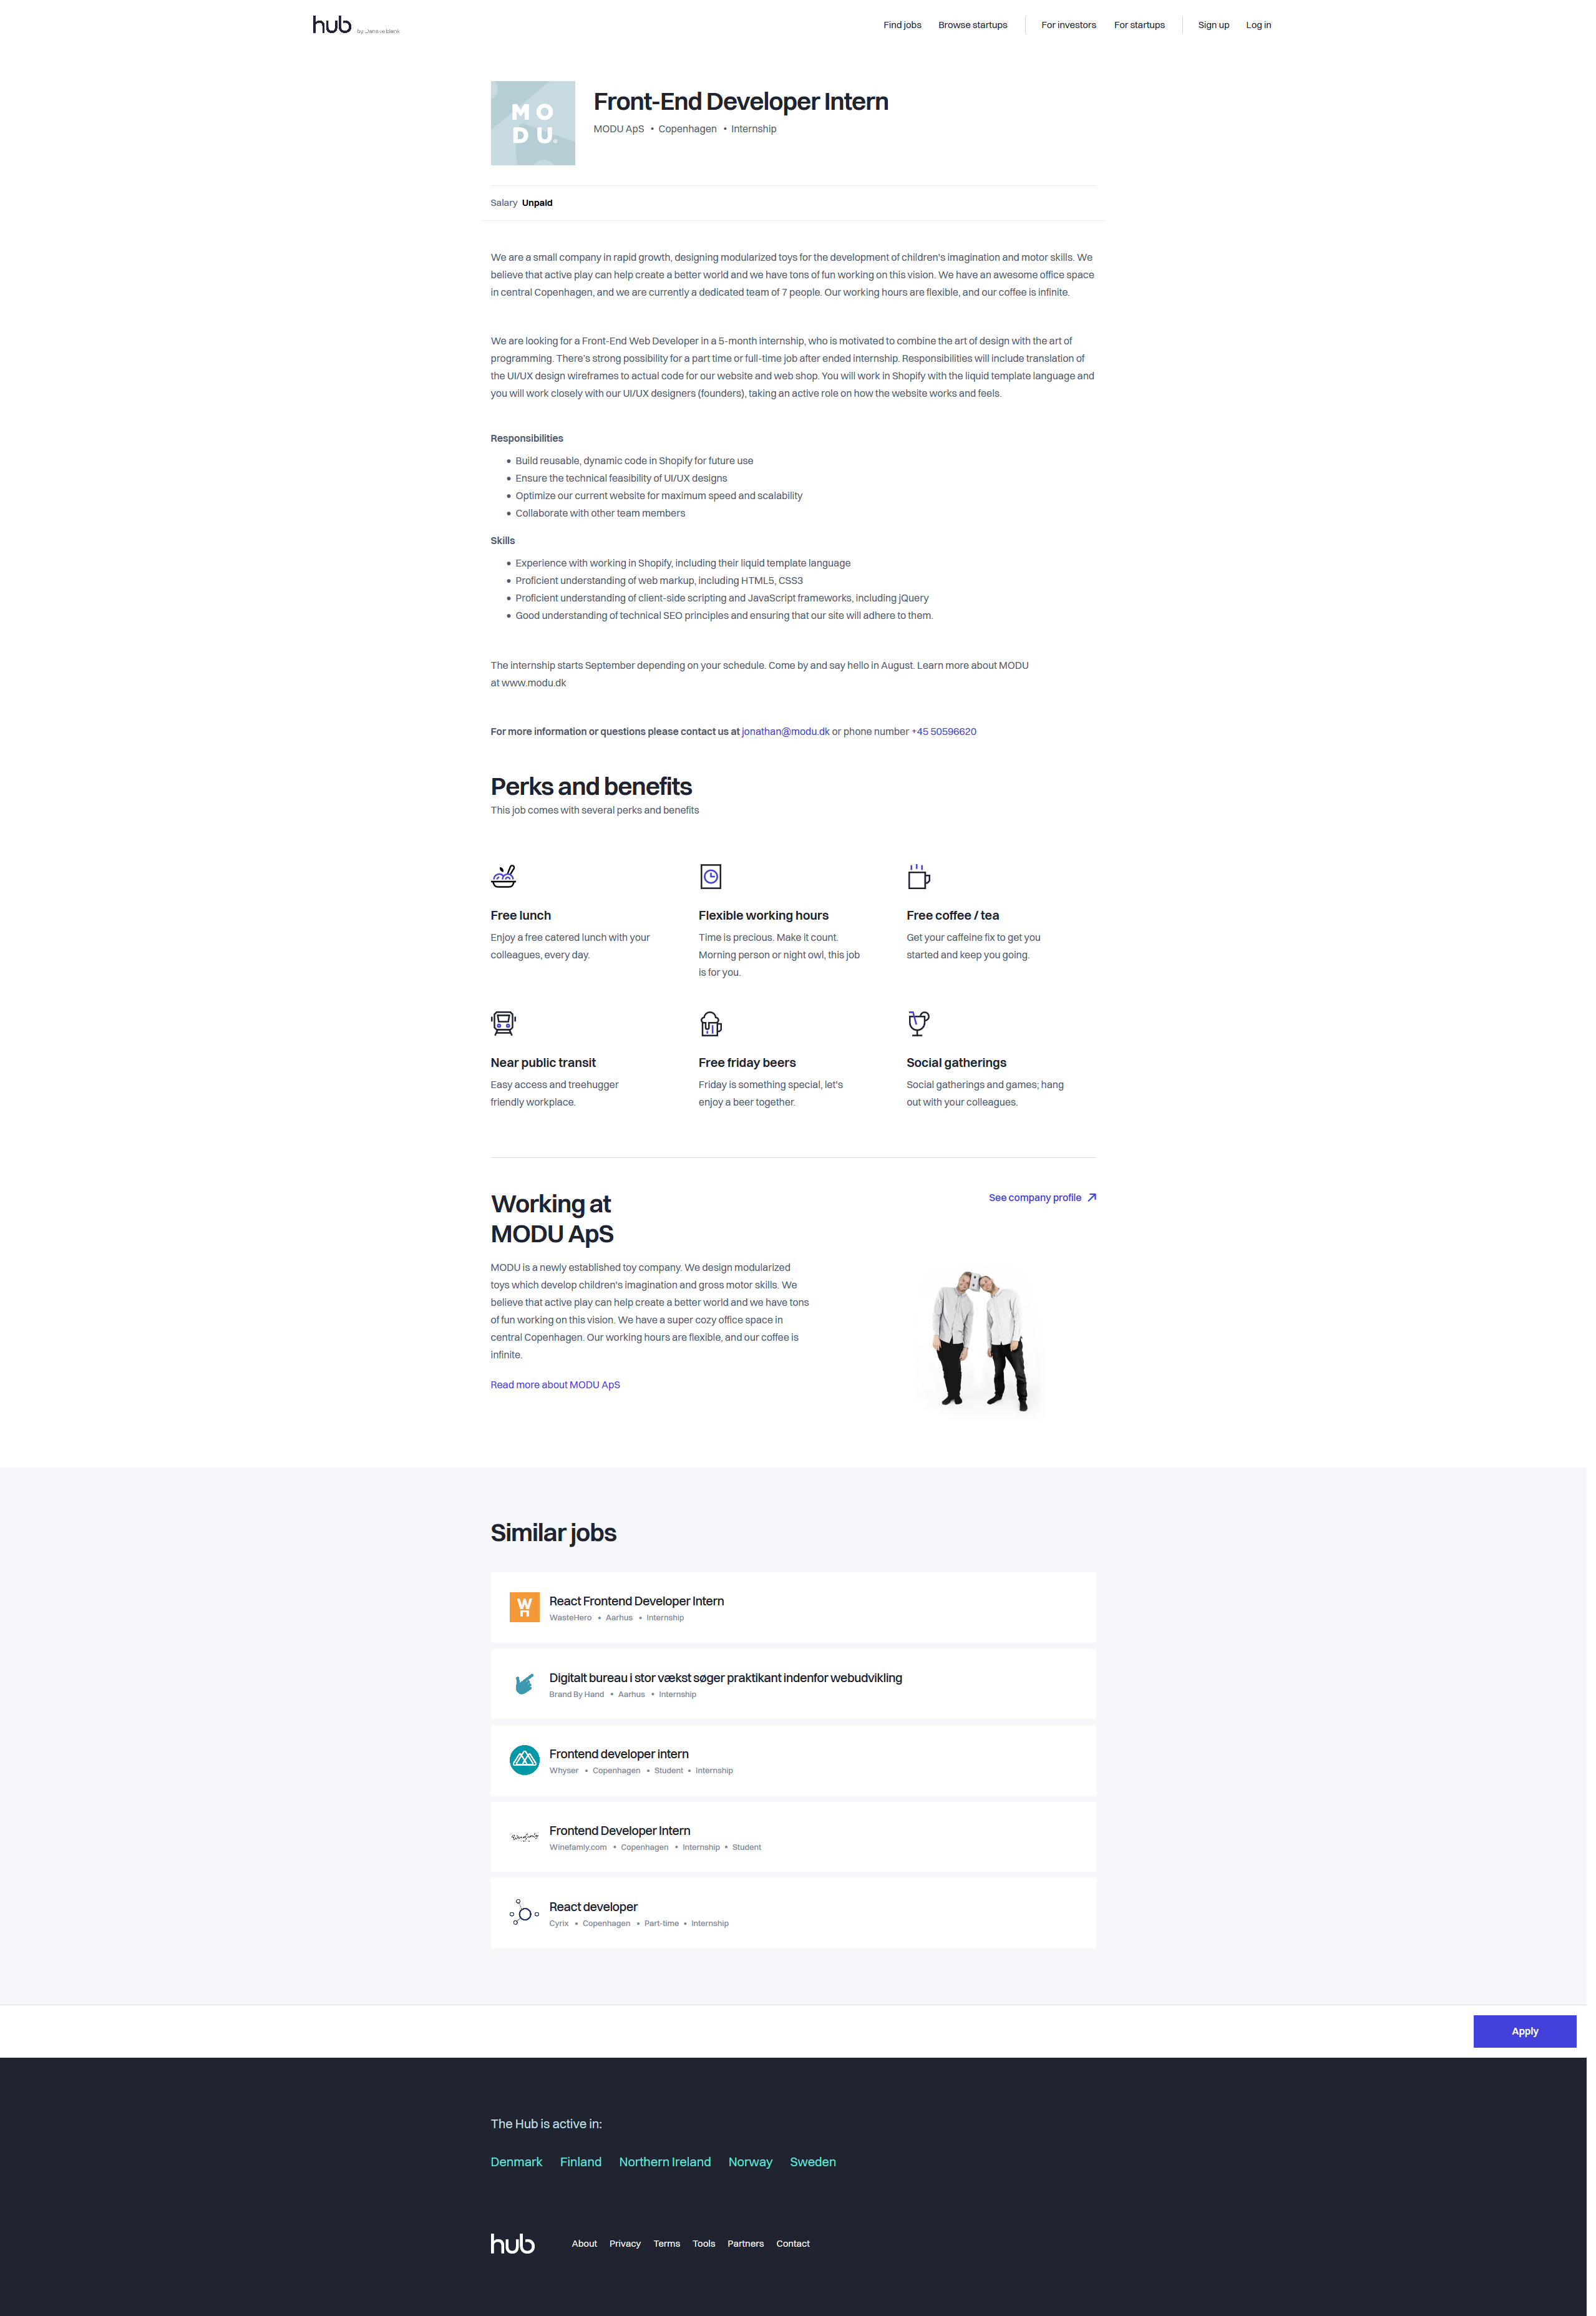 hub by Danske Bank
Find jobs Browse startups For investors For startups Sign up Log in
MO
DU
Front-End Developer Intern
MODU ApS • Copenhagen • Internship
Salary Unpaid
We are a small company in rapid growth, designing modularized toys for the development of children's imagination and motor skills. We
believe that active play can help create a better world and we have tons of fun working on this vision. We have an awesome office space
in central Copenhagen, and we are currently a dedicated team of 7 people. Our working hours are flexible, and our coffee is infinite.
We are looking for a Front-End Web Developer in a 5-month internship, who is motivated to combine the art of design with the art of
programming. There's strong possibility for a part time or full-time job after ended internship. Responsibilities will include translation of
the UI/UX design wireframes to actual code for our website and web shop. You will work in Shopify with the liquid template language and
you will work closely with our UI/UX designers (founders), taking an active role on how the website works and feels.
Responsibilities
• Build reusable, dynamic code in Shopify for future use
• Ensure the technical feasibility of UI/UX designs
• Optimize our current website for maximum speed and scalability
• Collaborate with other team members
Skills
• Experience with working in Shopify, including their liquid template language
• Proficient understanding of web markup, including HTML5, CSS3
• Proficient understanding of client-side scripting and JavaScript frameworks, including jQuery
• Good understanding of technical SEO principles and ensuring that our site will adhere to them.
The internship starts September depending on your schedule. Come by and say hello in August. Learn more about MODU
at www.modu.dk
For more information or questions please contact us at jonathan@modu.dk or phone number +45 50596620
Perks and benefits
This job comes with several perks and benefits
Free lunch
Enjoy a free catered lunch with your
colleagues, every day.
Flexible working hours
Time is precious. Make it count.
Morning person or night owl, this job
is for you.
Free coffee / tea
Get your caffeine fix to get you
started and keep you going.
Near public transit
Easy access and treehugger
friendly workplace.
Free friday beers
Friday is something special, let's
enjoy a beer together.
Social gatherings
Social gatherings and games; hang
out with your colleagues.
Working at
MODU ApS
See company profile
MODU is a newly established toy company. We design modularized
toys which develop children's imagination and gross motor skills. We
believe that active play can help create a better world and we have tons
of fun working on this vision. We have a super cozy office space in
central Copenhagen. Our working hours are flexible, and our coffee is
infinite.
Read more about MODU ApS
Similar jobs
WH
React Frontend Developer Intern
WasteHero • Aarhus • Internship
Digitalt bureau i stor vækst søger praktikant indenfor webudvikling
Brand By Hand • Aarhus • Internship
Frontend developer intern
Whyser • Copenhagen • Student • Internship
Winefamly
Frontend Developer Intern
Winefamly.com • Copenhagen • Internship • Student
React developer
Cyrix • Copenhagen • Part-time • Internship
Apply
The Hub is active in:
Denmark Finland Northern Ireland Norway Sweden
hub About Privacy Terms Tools Partners Contact